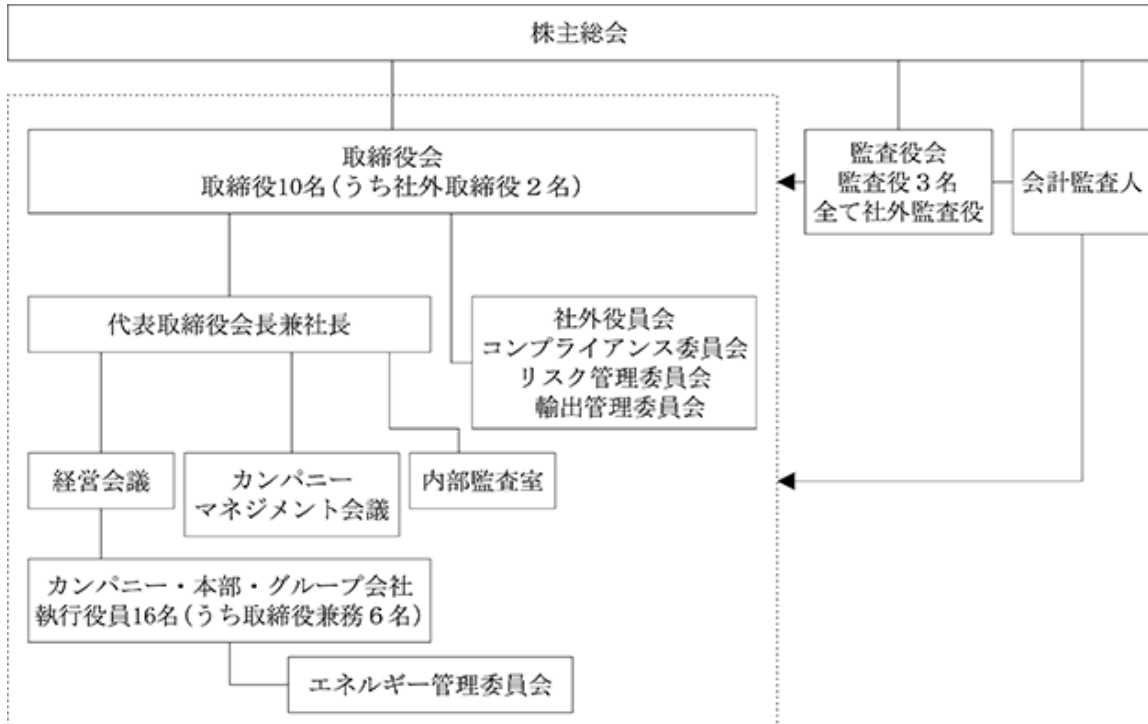 株主総会
取締役会
取締役10名(うち社外取締役２名)
監査役会
監査役３名
全て社外監査役
会計監査人
代表取締役会長兼社長
社外役員会
コンプライアンス委員会
リスク管理委員会
輸出管理委員会
経営会議
カンパニー
マネジメント会議
内部監査室
カンパニー・本部・グループ会社
執行役員16名(うち取締役兼務６名)
エネルギー管理委員会